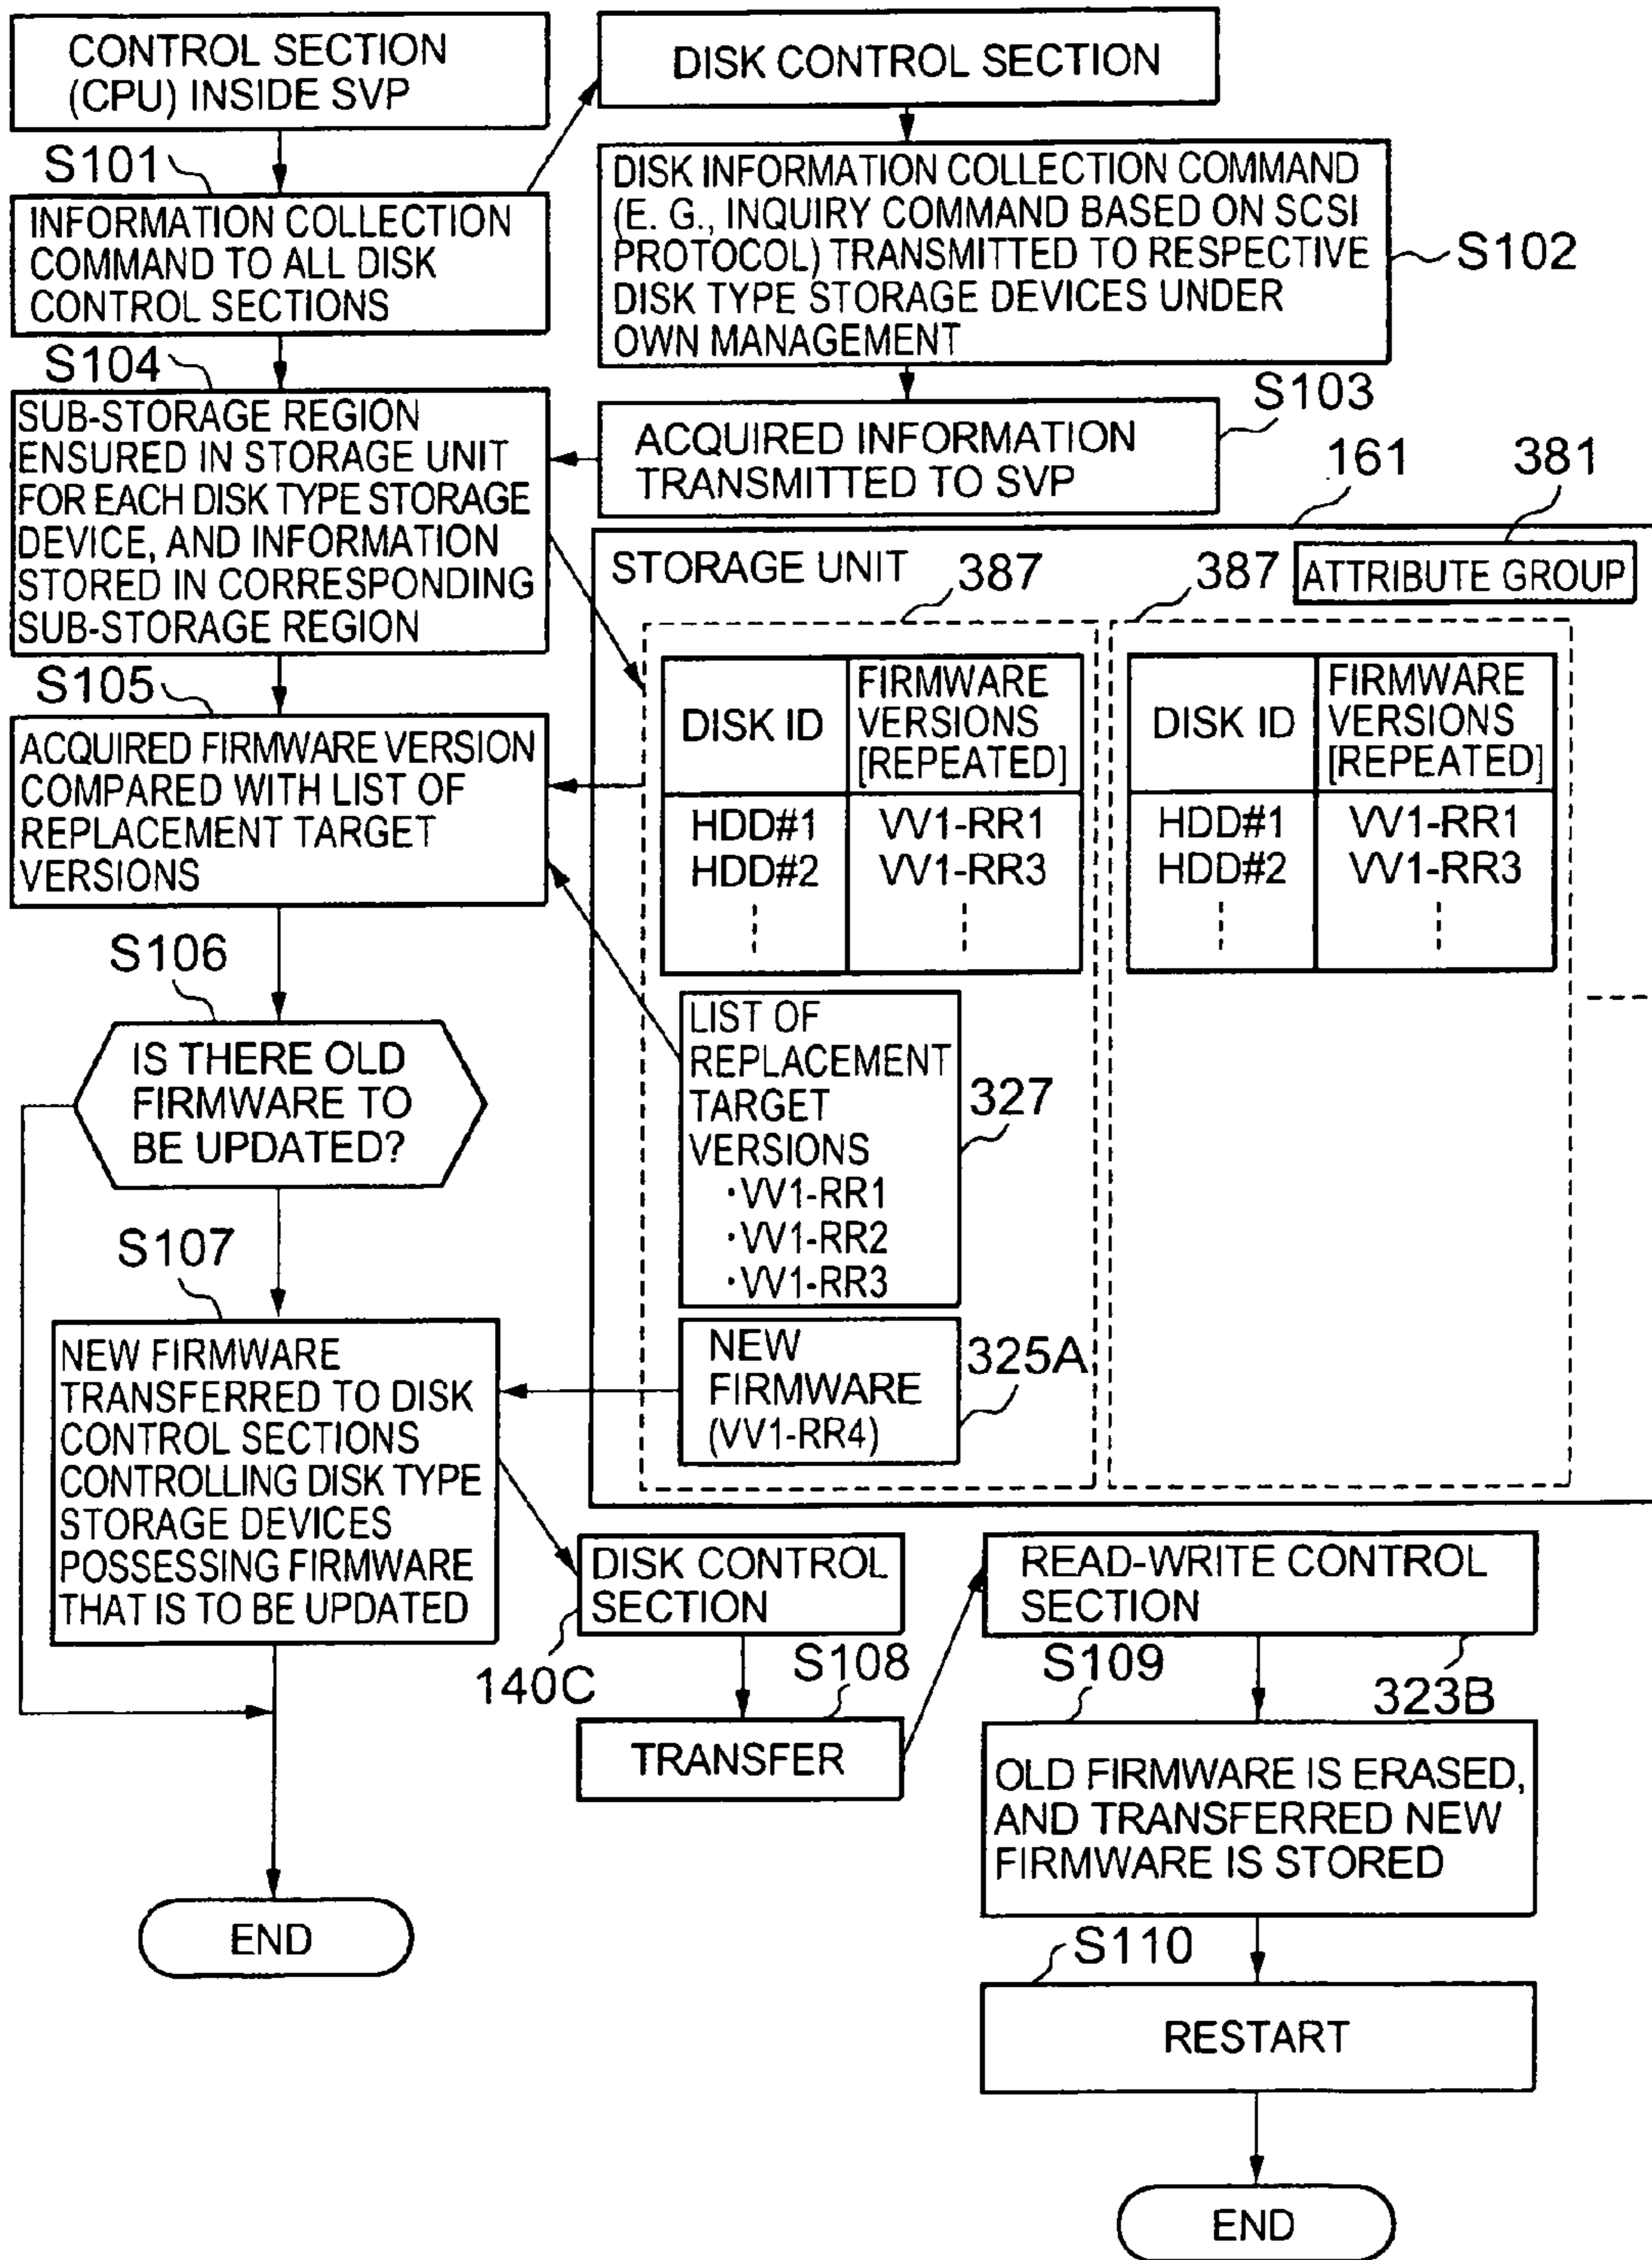 CONTROL SECTION
(CPU) INSIDE SVP
DISK CONTROL SECTION
S101
INFORMATION COLLECTION
COMMAND TO ALL DISK
CONTROL SECTIONS
DISK INFORMATION COLLECTION COMMAND
(E. G., INQUIRY COMMAND BASED ON SCSI
PROTOCOL) TRANSMITTED TO RESPECTIVE
DISK TYPE STORAGE DEVICES UNDER
OWN MANAGEMENT
S102
S103
ACQUIRED INFORMATION
TRANSMITTED TO SVP
S104
SUB-STORAGE REGION
ENSURED IN STORAGE UNIT
FOR EACH DISK TYPE STORAGE
DEVICE, AND INFORMATION
STORED IN CORRESPONDING
SUB-STORAGE REGION
161
381
STORAGE UNIT
387
387
ATTRIBUTE GROUP
DISK ID
FIRMWARE
VERSIONS
[REPEATED]
HDD#1
VV1-RR1
HDD#2
VV1-RR3
DISK ID
FIRMWARE
VERSIONS
[REPEATED]
HDD#1
VV1-RR1
HDD#2
VV1-RR3
S105
ACQUIRED FIRMWARE VERSION
COMPARED WITH LIST OF
REPLACEMENT TARGET
VERSIONS
LIST OF
REPLACEMENT
TARGET
VERSIONS
・VV1-RR1
・VV1-RR2
・VV1-RR3
327
S106
IS THERE OLD
FIRMWARE TO
BE UPDATED?
NEW
FIRMWARE
(VV1-RR4)
325A
S107
NEW FIRMWARE
TRANSFERRED TO DISK
CONTROL SECTIONS
CONTROLLING DISK TYPE
STORAGE DEVICES
POSSESSING FIRMWARE
THAT IS TO BE UPDATED
END
DISK CONTROL
SECTION
140C
S108
TRANSFER
READ-WRITE CONTROL
SECTION
323B
S109
OLD FIRMWARE IS ERASED,
AND TRANSFERRED NEW
FIRMWARE IS STORED
S110
RESTART
END